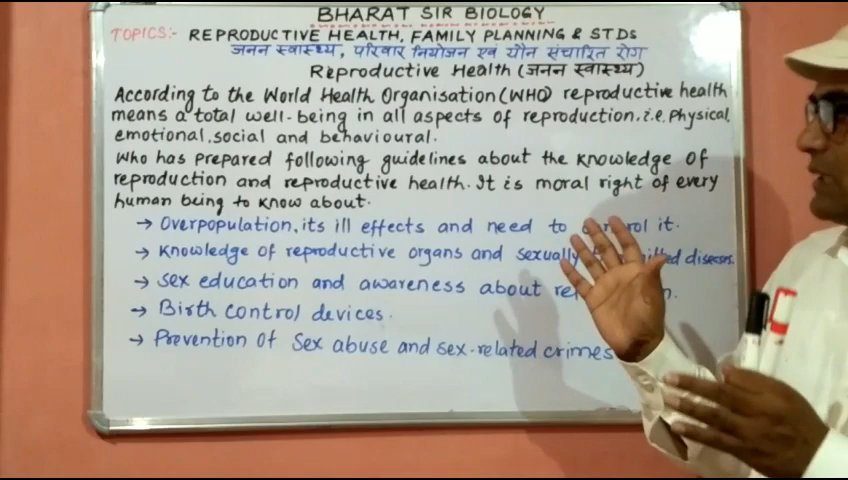 BHARAT SIR BIOLOGY
TOPICS:- REPRODUCTIVE HEALTH, FAMILY PLANNING & STDs
जनन स्वास्थ्य, परिवार नियोजन एवं यौन संचारित रोग
Reproductive Health (जनन स्वास्थ्य)
According to the World Health Organisation (WHO) reproductive health
means a total well-being in all aspects of reproduction, i.e. physical,
emotional, social and behavioural.
WHO has prepared following guidelines about the knowledge of
reproduction and reproductive health. It is moral right of every
human being to know about.
→ Overpopulation, its ill effects and need to it.
→ Knowledge of reproductive organs and sexually diseases.
→ Sex education and awareness about
→ Birth control devices.
→ Prevention of sex abuse and sex-related crimes